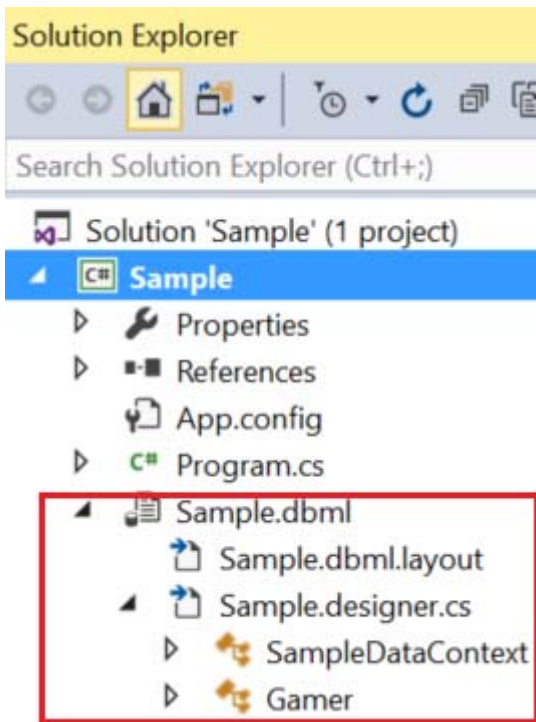 Solution Explorer
Search Solution Explorer (Ctrl+;)
Solution 'Sample' (1 project)
C# Sample
Properties
References
App.config
C# Program.cs
Sample.dbml
Sample.dbml.layout
Sample.designer.cs
SampleDataContext
Gamer